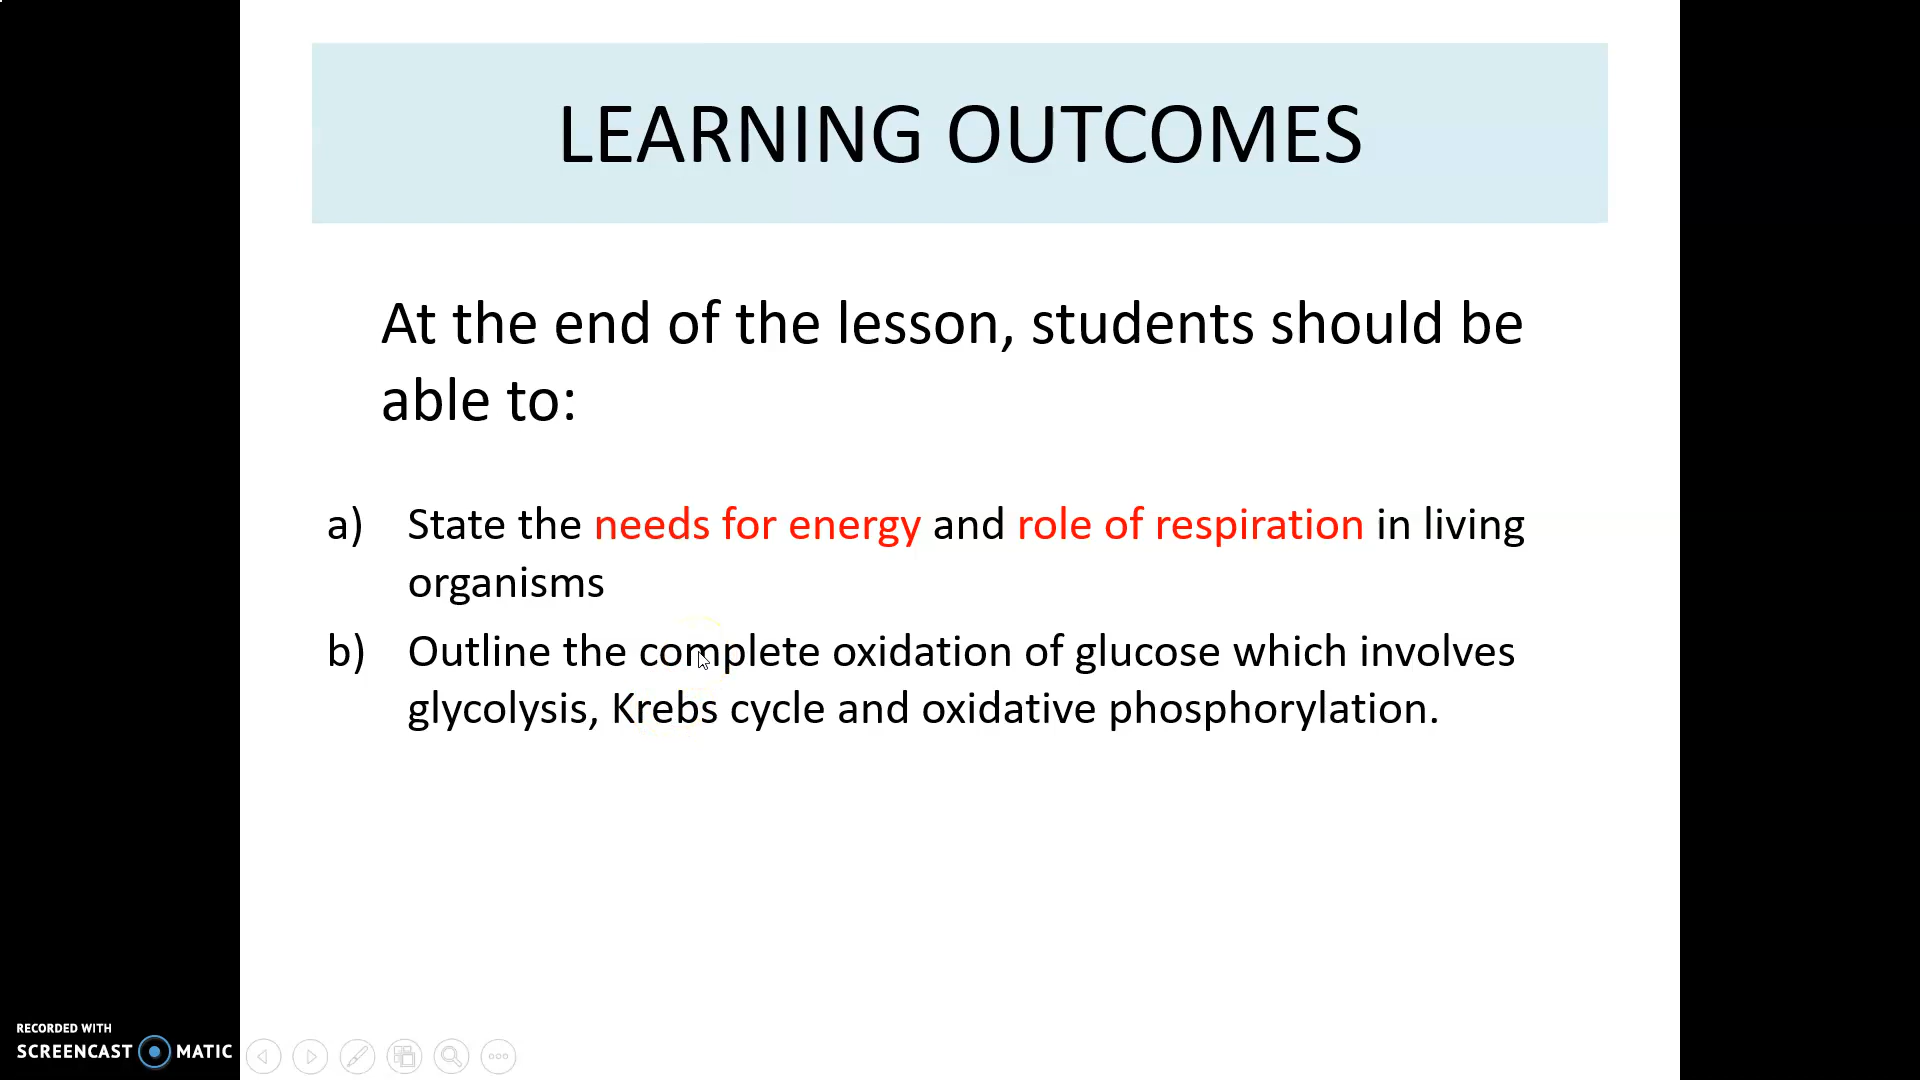 LEARNING OUTCOMES
At the end of the lesson, students should be
able to:
a) State the needs for energy and role of respiration in living
organisms
b) Outline the complete oxidation of glucose which involves
glycolysis, Krebs cycle and oxidative phosphorylation.
RECORDED WITH
SCREENCAST MATIC